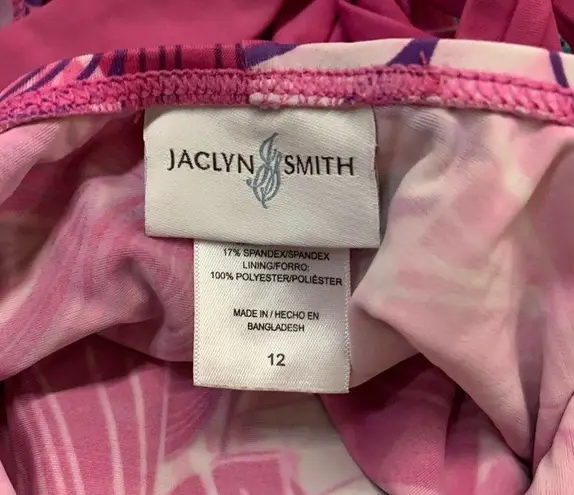 JACLYN SMITH
17% SPANDEX/SPANDEX
LINING/FORRO:
100% POLYESTER/POLIÉSTER
MADE IN / HECHO EN
BANGLADESH
12